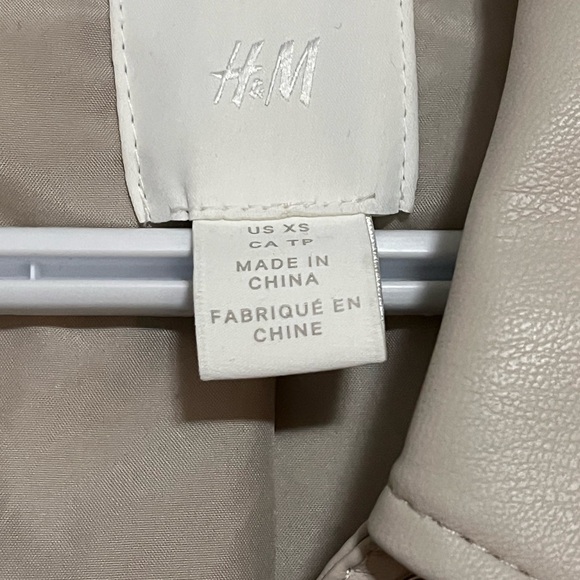 H&M
US XS
CA TP
MADE IN
CHINA
FABRIQUÉ EN
CHINE